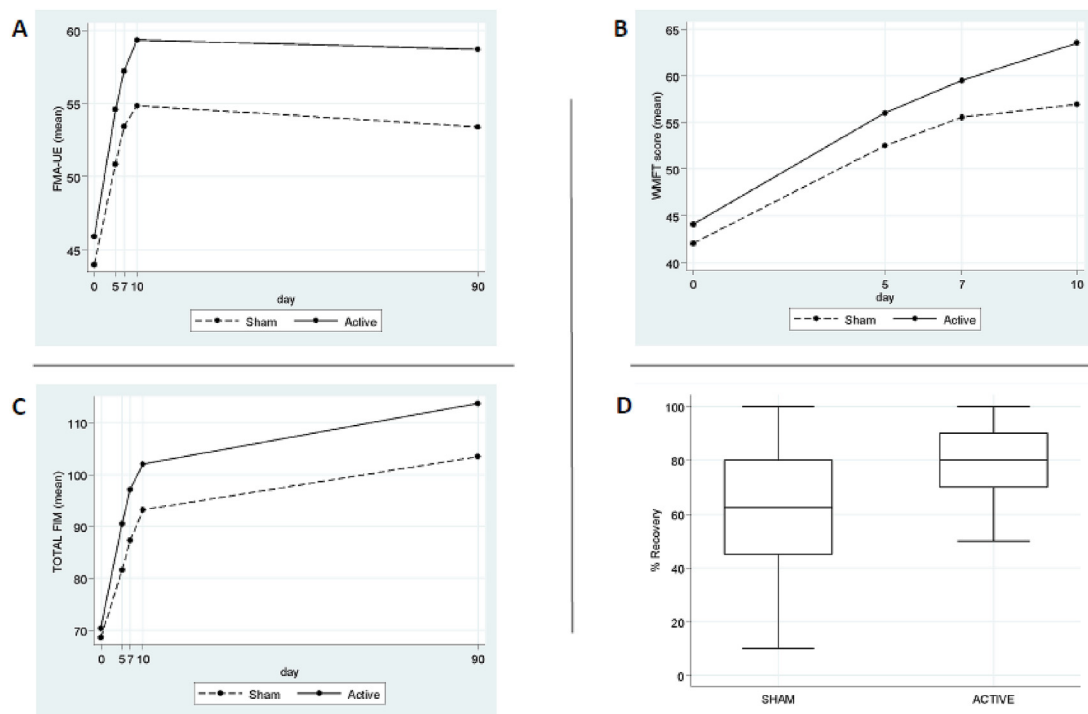 A
FMA-UE (mean)
60
55
50
45
0 5 7 10 90
day
Sham Active
B
WMFT score (mean)
65
60
55
50
45
40
0 5 7 10
day
Sham Active
C
TOTAL FIM (mean)
110
100
90
80
70
0 5 7 10 90
day
Sham Active
D
% Recovery
100
80
60
40
20
0
SHAM ACTIVE